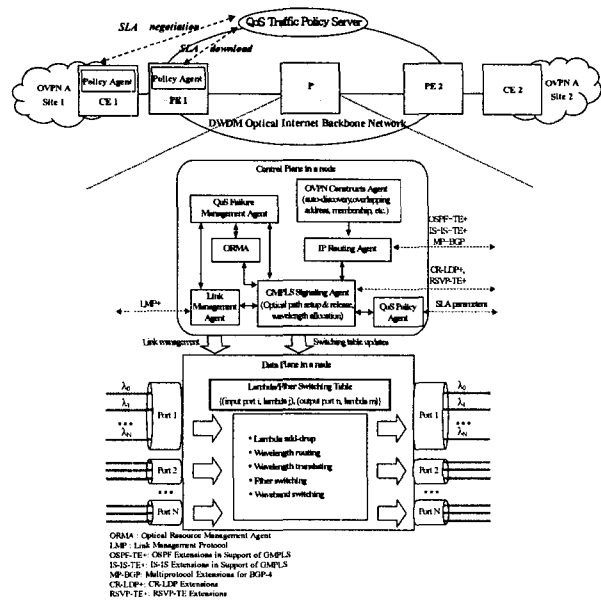 QoS Traffic Policy Server
SLA negotiation
SLA download
OVPN A
Site 1
Policy Agent
CE 1
Policy Agent
PE 1
P
PE 2
CE 2
OVPN A
Site 2
DWDM Optical Internet Backbone Network
Control Plane in a node
QoS Failure
Management Agent
OVPN Constructs Agent
(auto-discovery,overlapping
address, membership, etc.)
ORMA
IP Routing Agent
OSPF-TE+
IS-IS-TE+
MP-BGP
CR-LDP+,
RSVP-TE+
LMP+
Link
Management
Agent
GMPLS Signaling Agent
(Optical path setup & release,
wavelength allocation)
QoS Policy
Agent
SLA parameters
Link management
Switching table updates
Data Plane in a node
Lambda/Fiber Switching Table
{(input port i, lambda j), (output port n, lambda m)}
λ0
λ1
•••
λN
Port 1
Port 2
•••
Port N
• Lambda add-drup
• Wavelength routing
• Wavelength translating
• Fiber switching
• Waveband switching
Port 1
λ0
λ1
•••
λN
Port 2
•••
Port N
ORMA : Optical Resource Management Agent
LMP : Link Management Protocol
OSPF-TE+: OSPF Extensions in Support of GMPLS
IS-IS-TE+: IS-IS Extensions in Support of GMPLS
MP-BGP: Multiprotocol Extensions for BGP-4
CR-LDP+: CR-LDP Extensions
RSVP-TE+: RSVP-TE Extensions